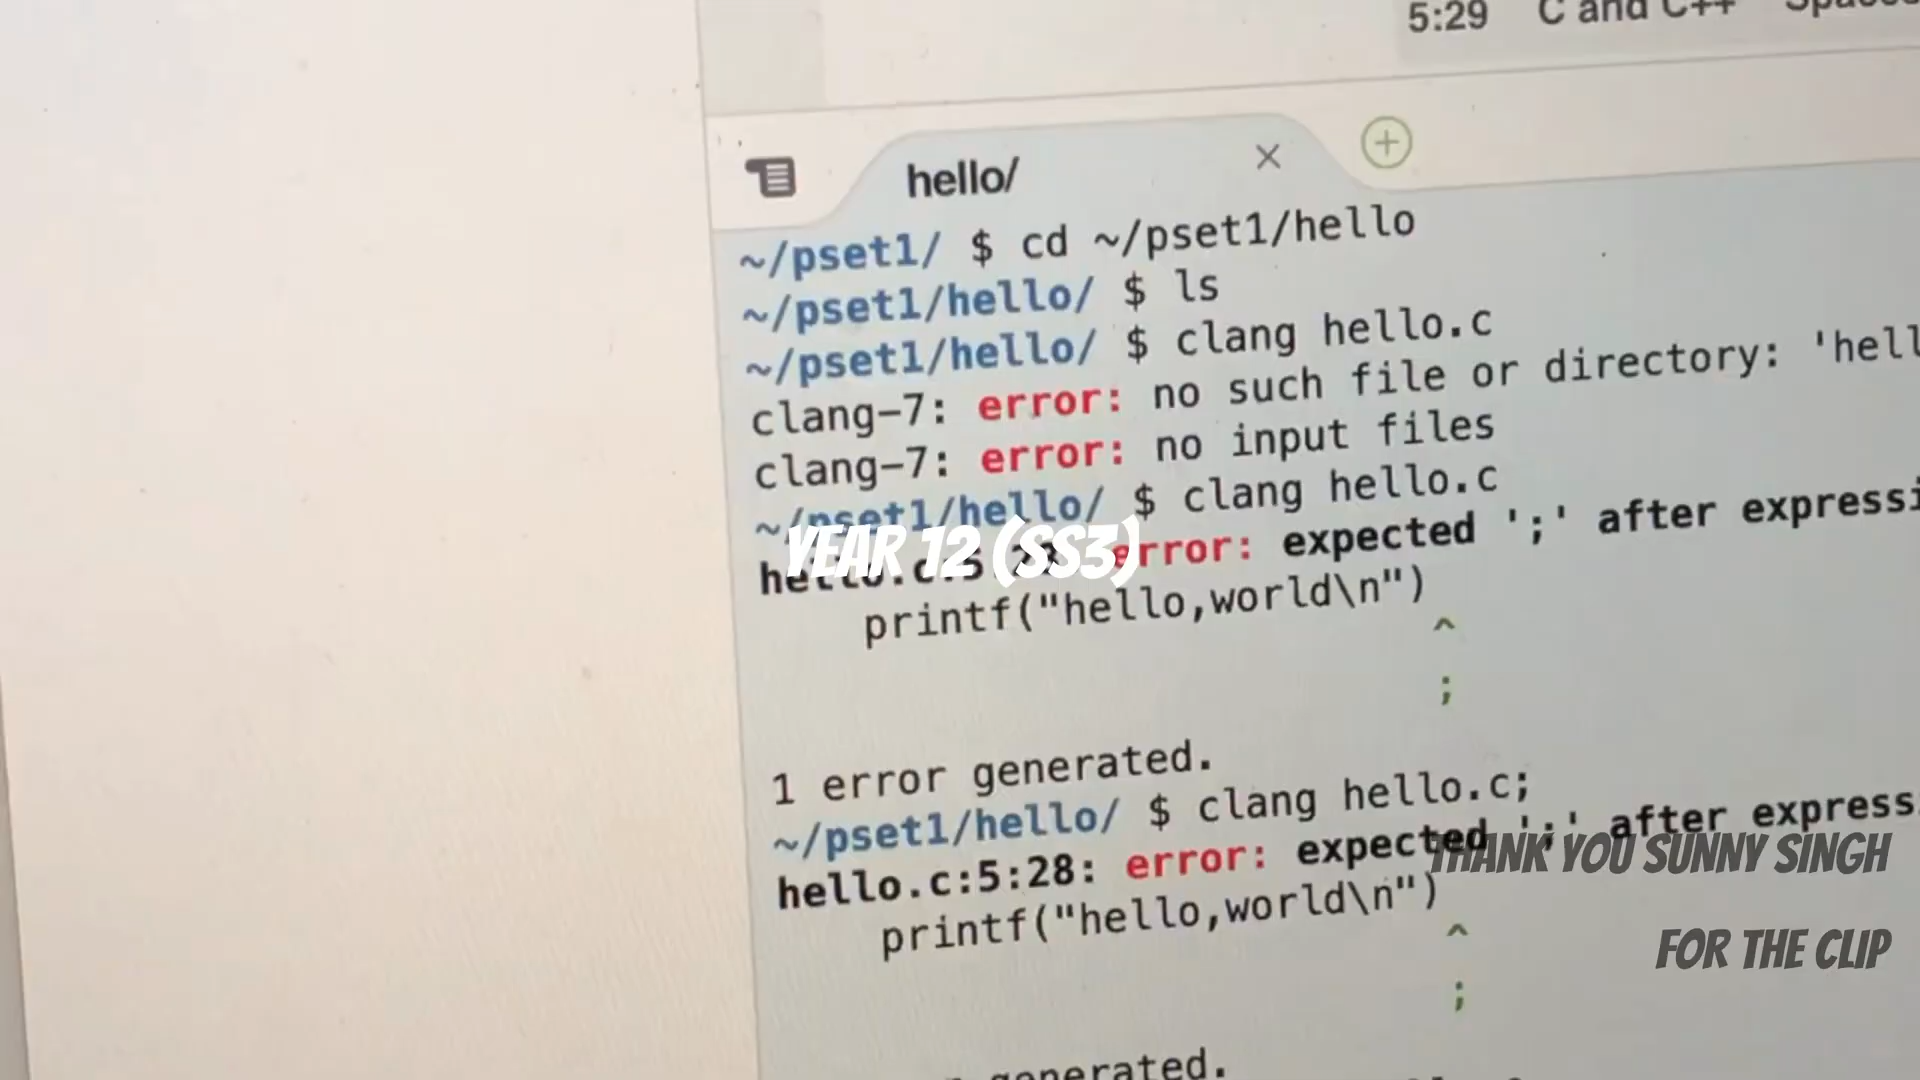 5:29 C and C++
hello/
~/pset1/ $ cd ~/pset1/hello
~/pset1/hello/ $ ls
~/pset1/hello/ $ clang hello.c
clang-7: error: no such file or directory: 'hell
clang-7: error: no input files
~/pset1/hello/ $ clang hello.c
hello.c:5:28: error: expected ';' after expressi
YEAR 12 (SS3)
printf("hello,world\n")
^
;
1 error generated.
~/pset1/hello/ $ clang hello.c;
hello.c:5:28: error: expected ';' after express
THANK YOU SUNNY SINGH
printf("hello,world\n")
^
FOR THE CLIP
;
generated.